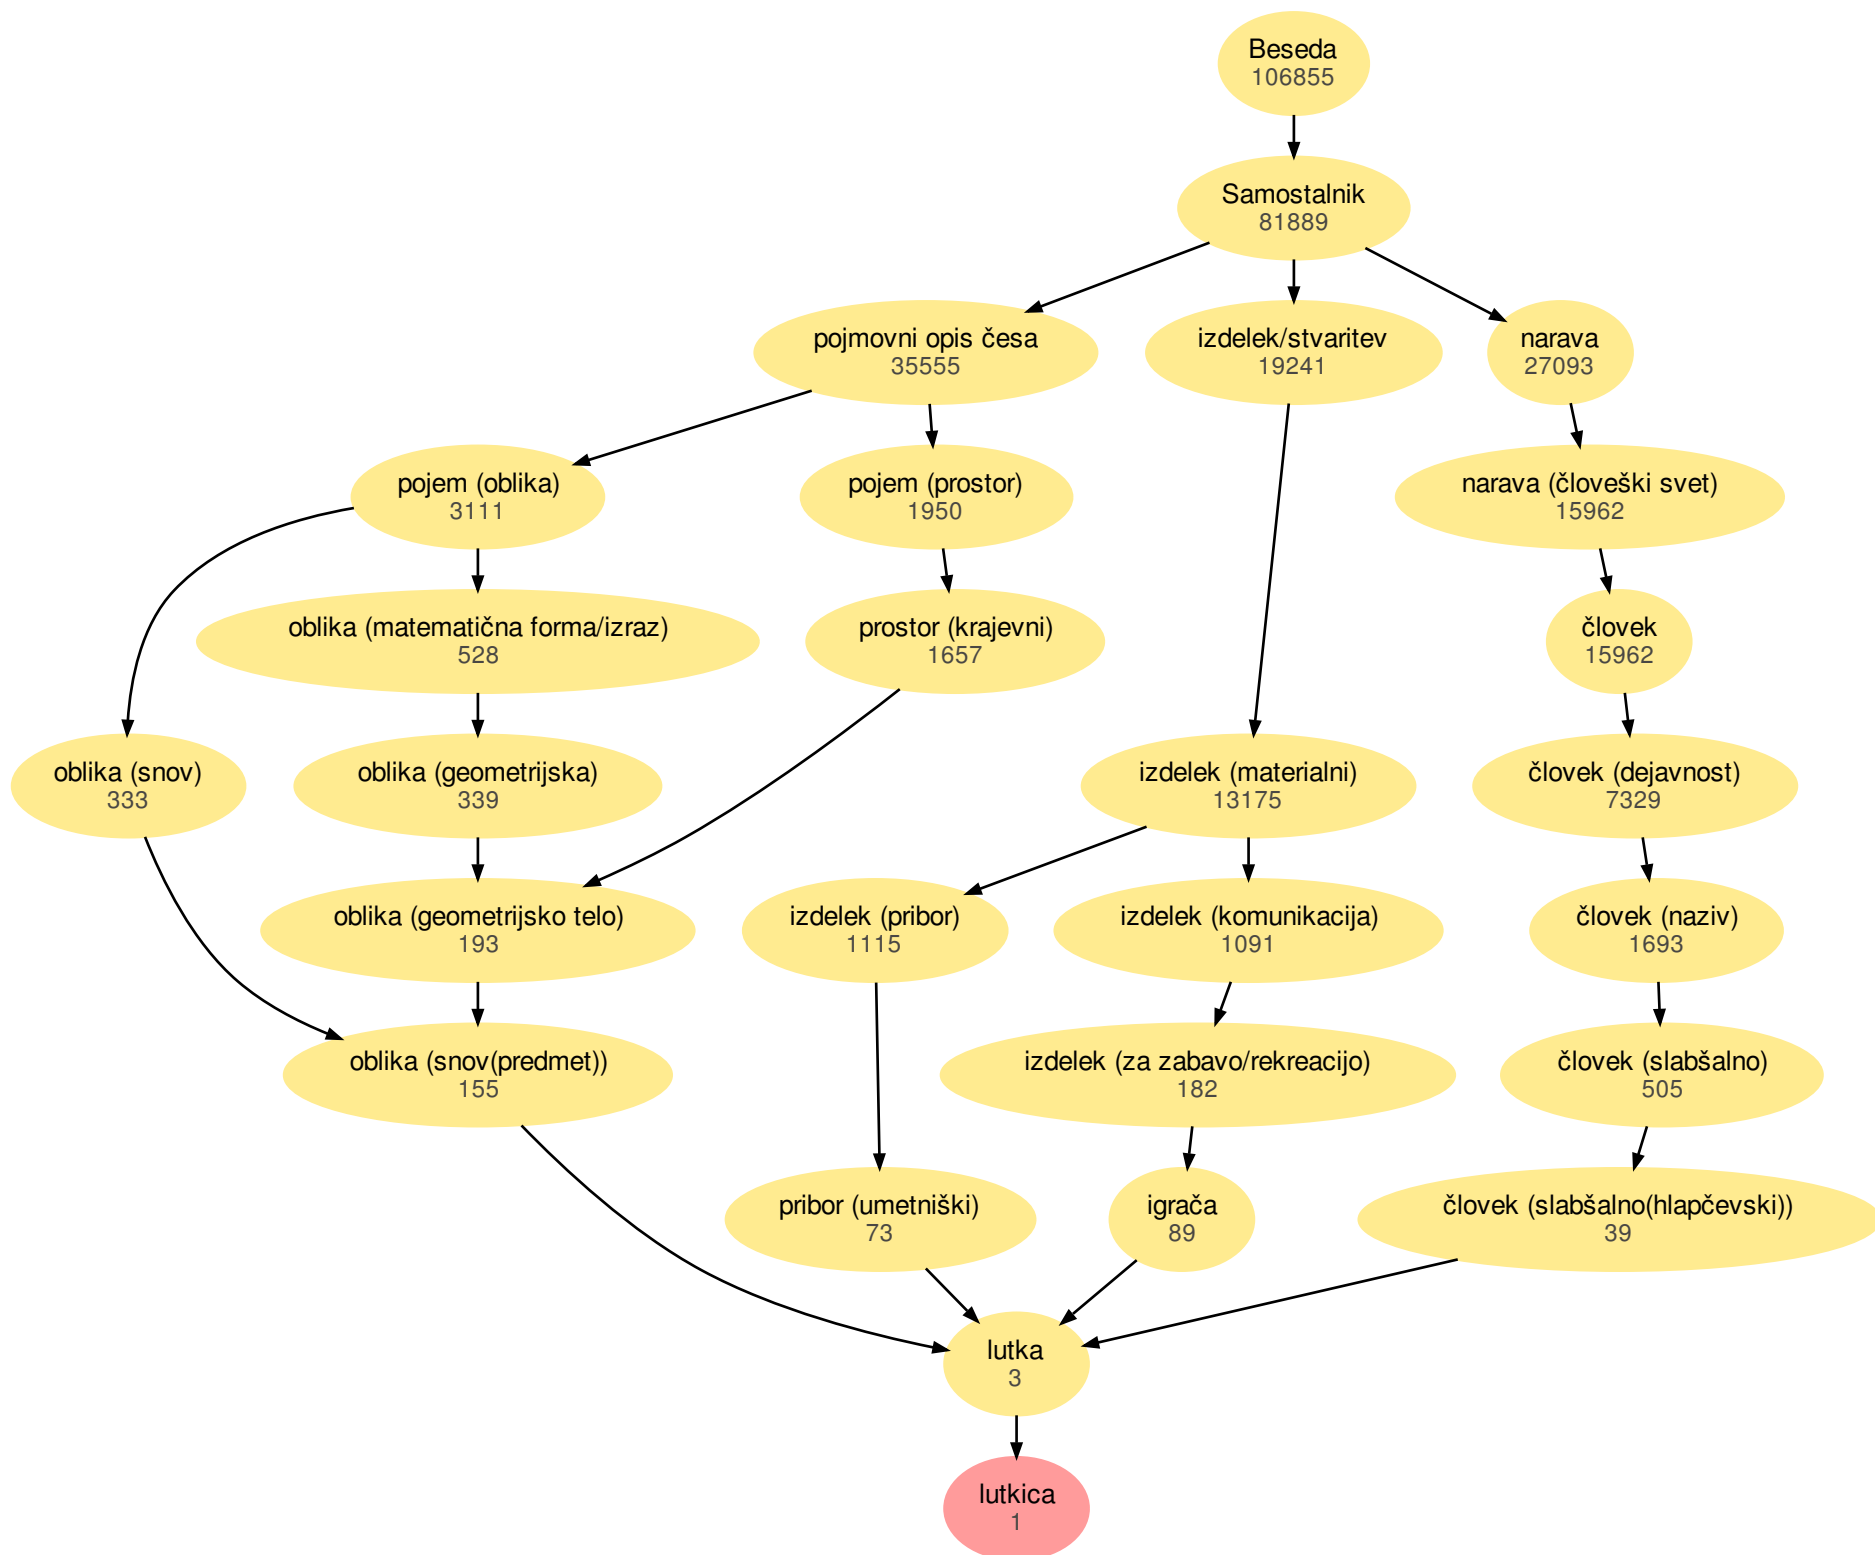 Beseda
106855
Samostalnik
81889
pojmovni opis česa
35555
izdelek/stvaritev
19241
narava
27093
pojem (oblika)
3111
pojem (prostor)
1950
narava (človeški svet)
15962
oblika (matematična forma/izraz)
528
prostor (krajevni)
1657
človek
15962
oblika (snov)
333
oblika (geometrijska)
339
izdelek (materialni)
13175
človek (dejavnost)
7329
oblika (geometrijsko telo)
193
izdelek (pribor)
1115
izdelek (komunikacija)
1091
človek (naziv)
1693
oblika (snov(predmet))
155
izdelek (za zabavo/rekreacijo)
182
človek (slabšalno)
505
pribor (umetniški)
73
igrača
89
človek (slabšalno(hlapčevski))
39
lutka
3
lutkica
1